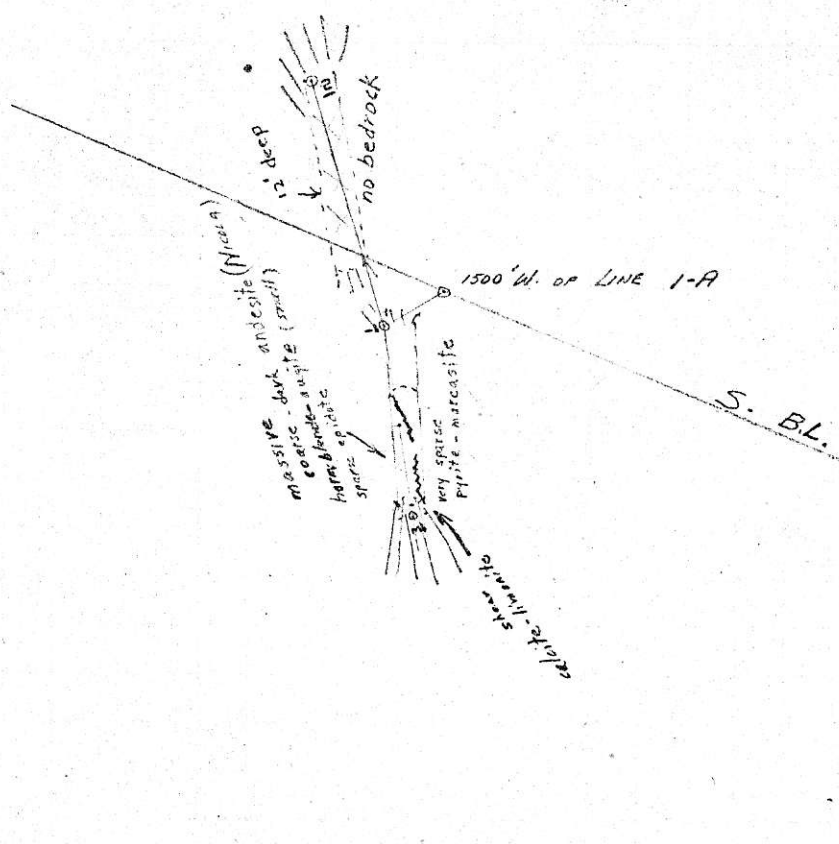 12' deep
no bedrock
massive andesite (NICOLA)
coarse - dark
hornblende - augite (small)
sparse epidote
1500' W. OF LINE 1-A
S. B.L.
very sparse
pyrite - marcasite
calcite - limonite